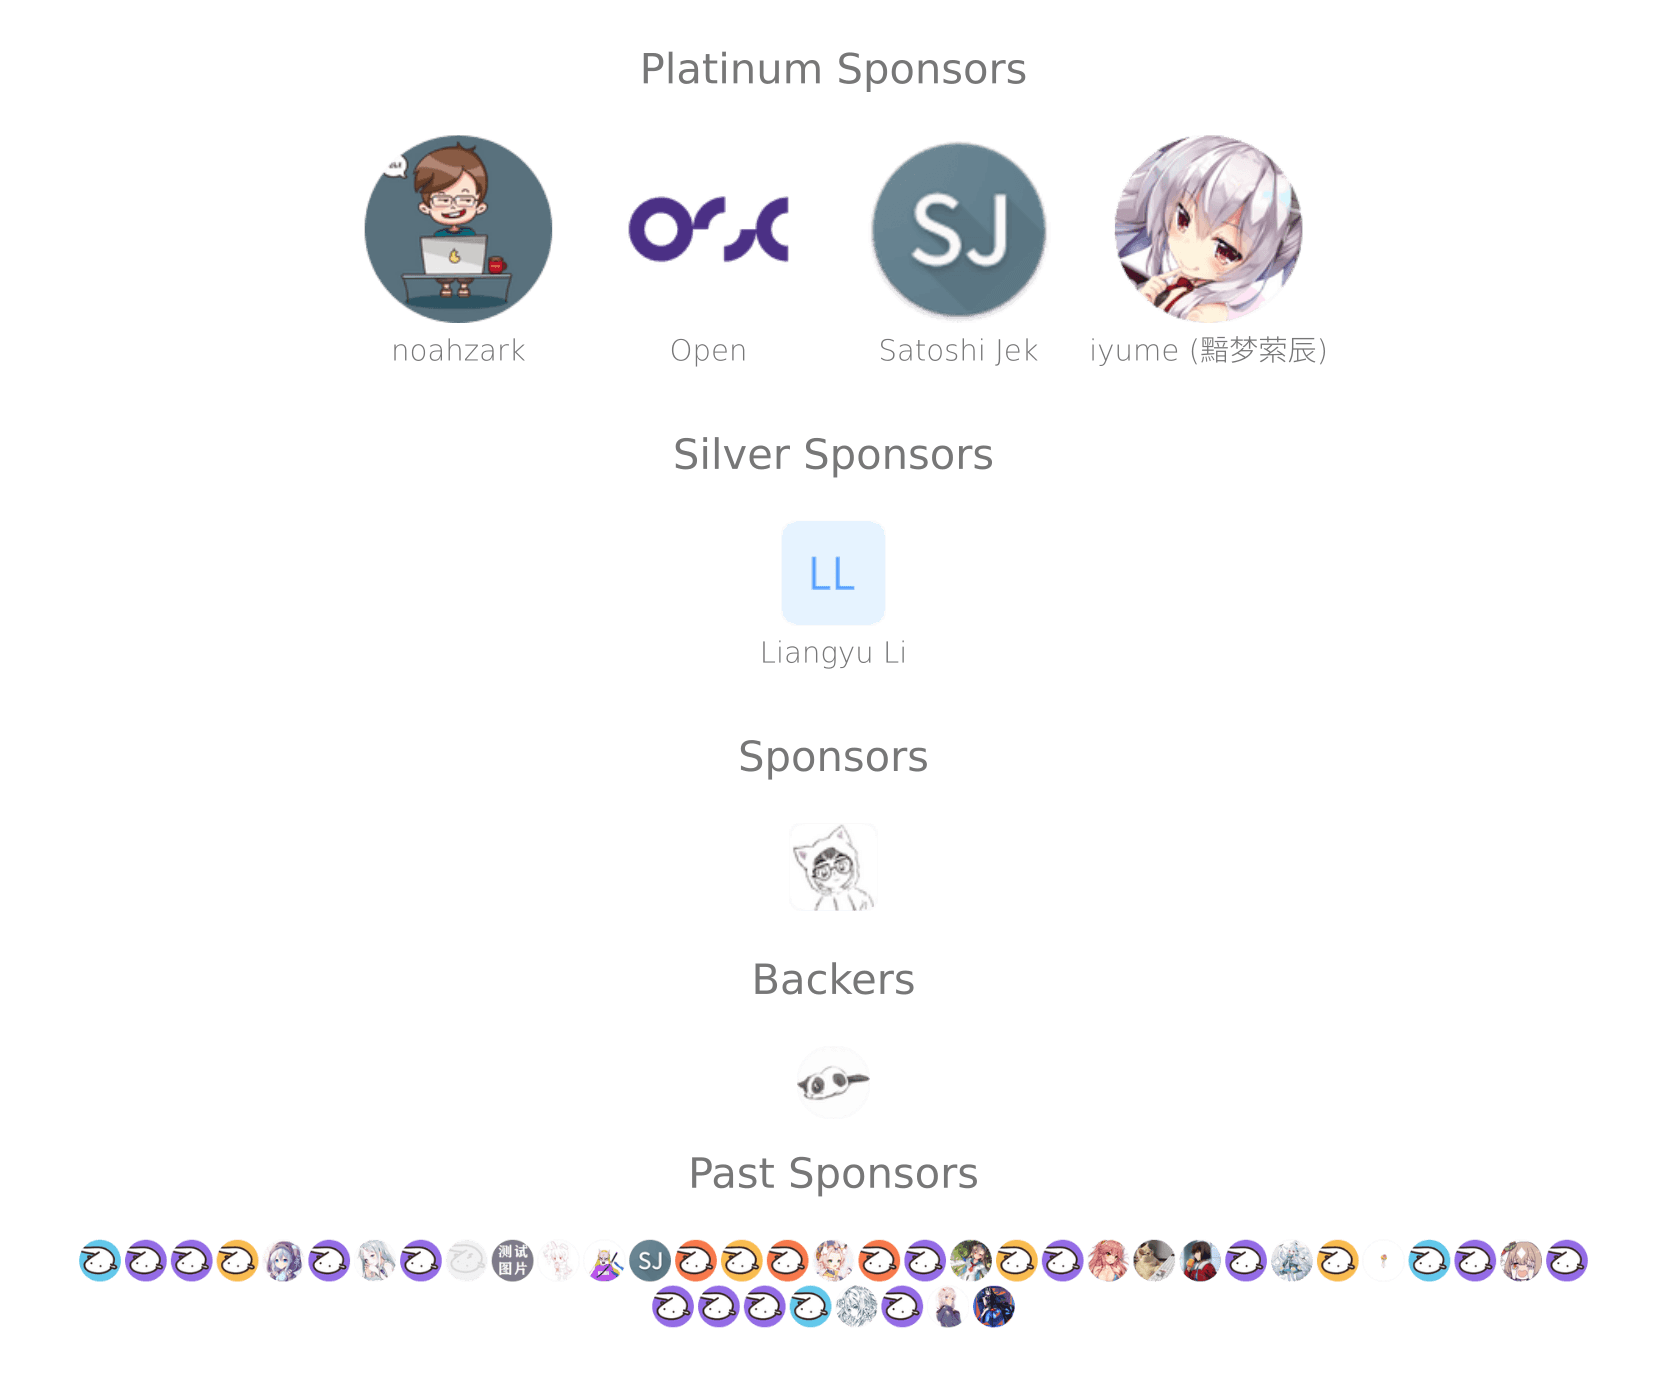 Platinum Sponsors
SJ
noahzark
Open
Satoshi Jek
iyume (黯梦萦辰)
Silver Sponsors
LL
Liangyu Li
Sponsors
Backers
Past Sponsors
测试
图片
SJ